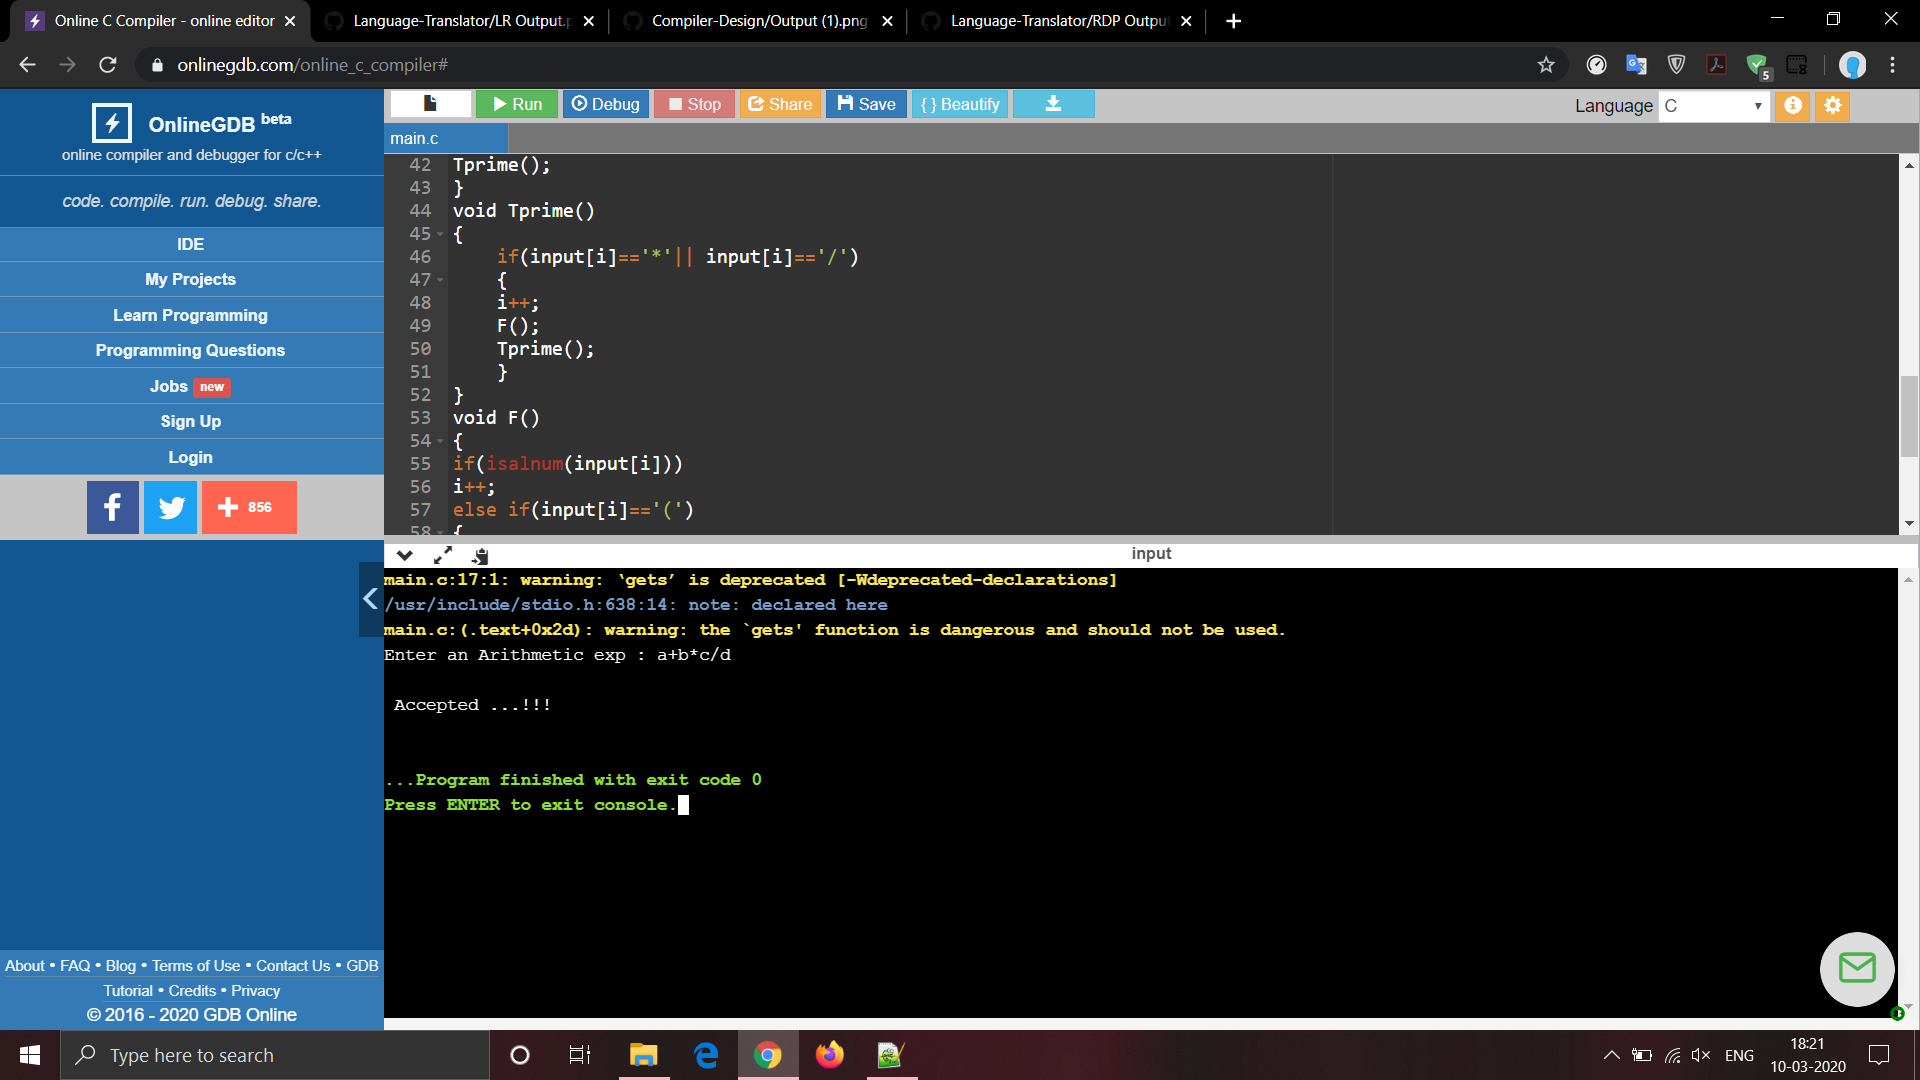 Online C Compiler - online editor
Language-Translator/LR Output.p
Compiler-Design/Output (1).png
Language-Translator/RDP Outpu
onlinegdb.com/online_c_compiler#
5
OnlineGDB beta
online compiler and debugger for c/c++
code. compile. run. debug. share.
IDE
My Projects
Learn Programming
Programming Questions
Jobs new
Sign Up
Login
f + 856
Run Debug Stop Share Save { } Beautify
Language C
main.c
42 Tprime();
43 }
44 void Tprime()
45 {
46 if(input[i]=='*'|| input[i]=='/')
47 {
48 i++;
49 F();
50 Tprime();
51 }
52 }
53 void F()
54 {
55 if(isalnum(input[i]))
56 i++;
57 else if(input[i]=='(')
58 {
input
main.c:17:1: warning: ‘gets’ is deprecated [-Wdeprecated-declarations]
/usr/include/stdio.h:638:14: note: declared here
main.c:(.text+0x2d): warning: the `gets' function is dangerous and should not be used.
Enter an Arithmetic exp : a+b*c/d
Accepted ...!!!
...Program finished with exit code 0
Press ENTER to exit console.
About • FAQ • Blog • Terms of Use • Contact Us • GDB
Tutorial • Credits • Privacy
© 2016 - 2020 GDB Online
Type here to search
ENG
18:21
10-03-2020